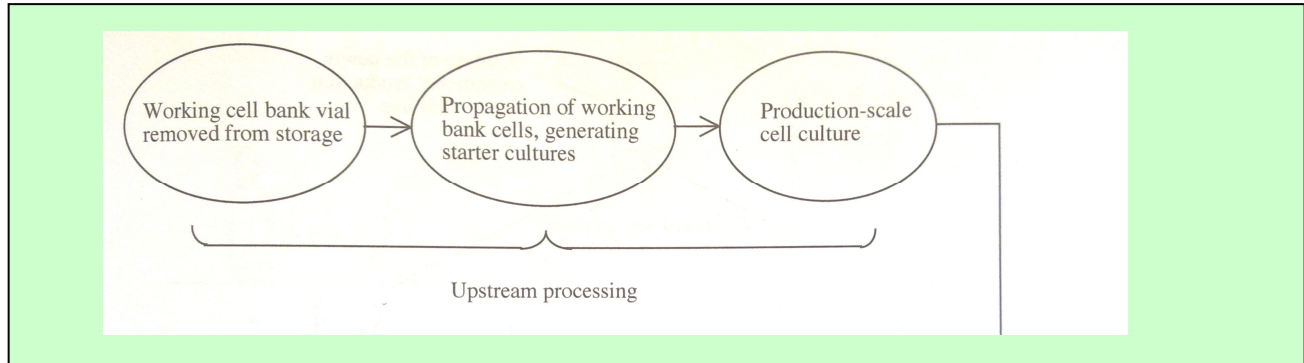 Working cell bank vial
removed from storage
Propagation of working
bank cells, generating
starter cultures
Production-scale
cell culture
Upstream processing